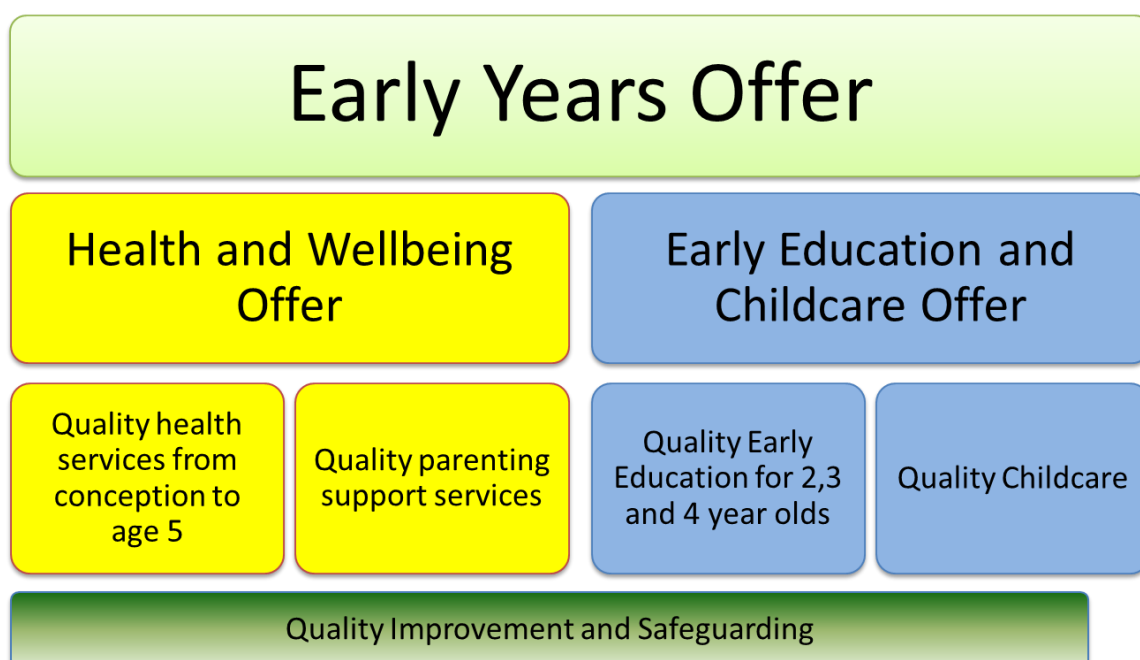 Early Years Offer
Health and Wellbeing
Offer
Early Education and
Childcare Offer
Quality health
services from
conception to
age 5
Quality parenting
support services
Quality Early
Education for 2,3
and 4 year olds
Quality Childcare
Quality Improvement and Safeguarding